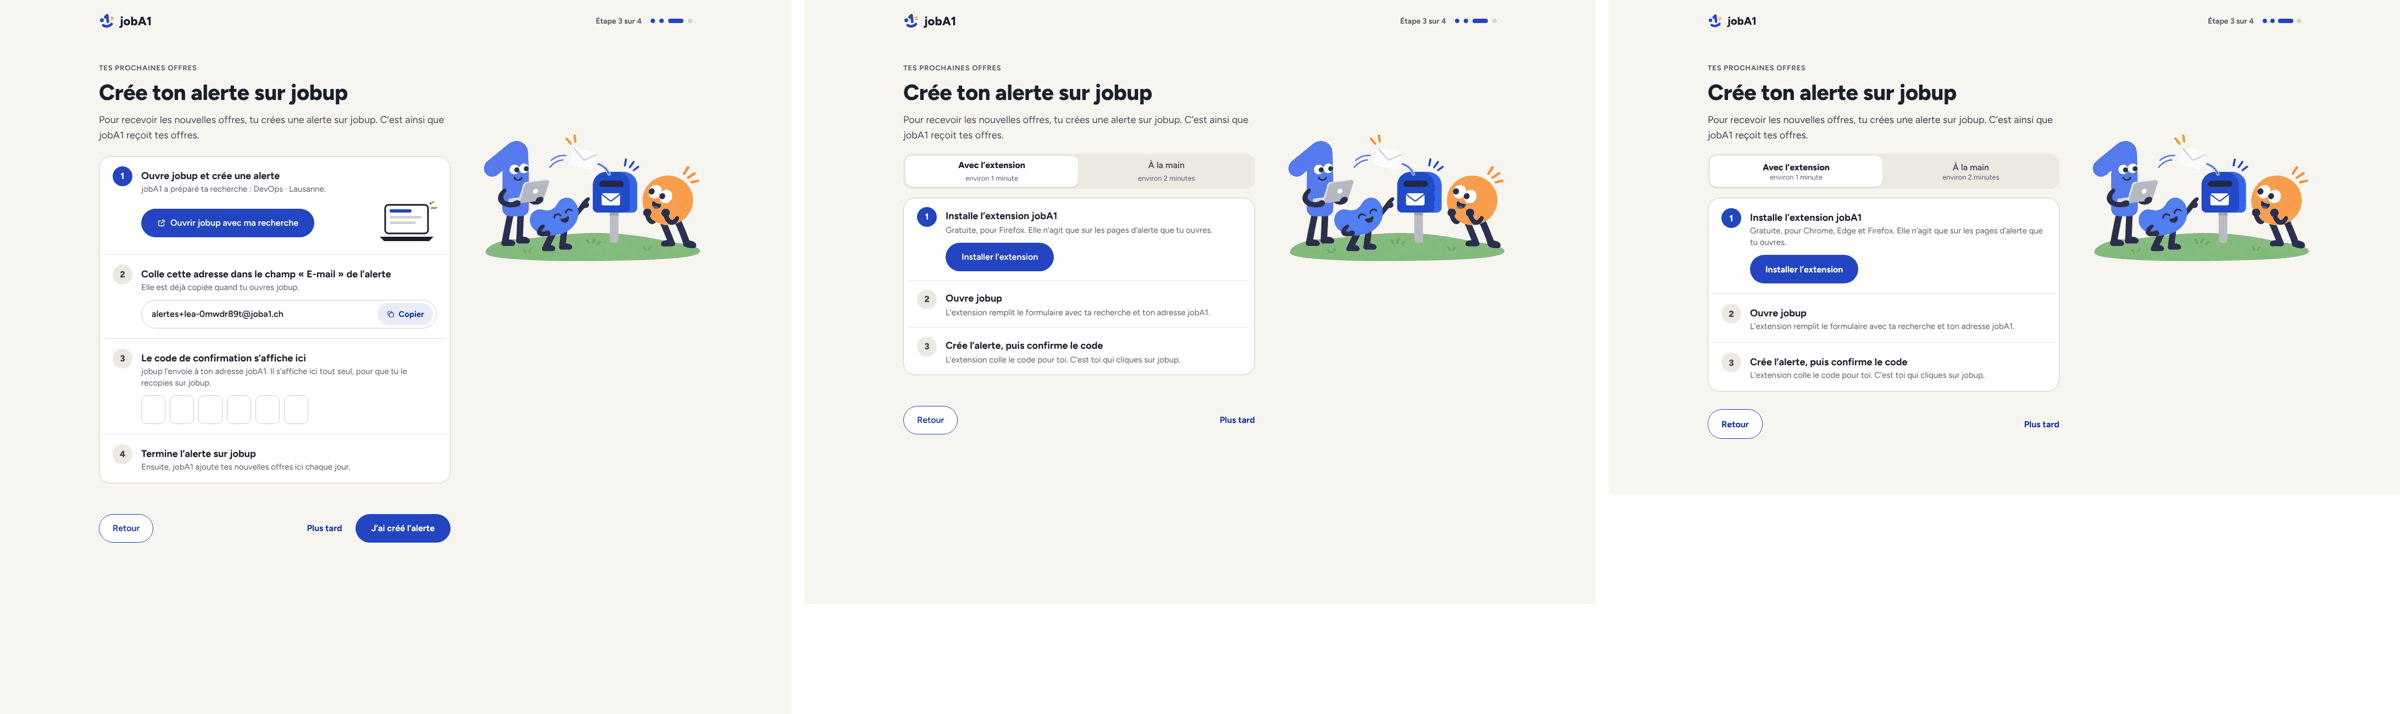 jobA1
Étape 3 sur 4
TES PROCHAINES OFFRES
Crée ton alerte sur jobup
Pour recevoir les nouvelles offres, tu crées une alerte sur jobup. C'est ainsi que
jobA1 reçoit tes offres.
1
Ouvre jobup et crée une alerte
jobA1 a préparé ta recherche : DevOps · Lausanne.
Ouvrir jobup avec ma recherche
2
Colle cette adresse dans le champ « E-mail » de l'alerte
Elle est déjà copiée quand tu ouvres jobup.
alertes+lea-0mwdr89t@joba1.ch
Copier
3
Le code de confirmation s'affiche ici
jobup l'envoie à ton adresse jobA1. Il s'affiche ici tout seul, pour que tu le
recopies sur jobup.
4
Termine l'alerte sur jobup
Ensuite, jobA1 ajoute tes nouvelles offres ici chaque jour.
Retour
Plus tard
J'ai créé l'alerte
jobA1
Étape 3 sur 4
TES PROCHAINES OFFRES
Crée ton alerte sur jobup
Pour recevoir les nouvelles offres, tu crées une alerte sur jobup. C'est ainsi que
jobA1 reçoit tes offres.
Avec l'extension
environ 1 minute
À la main
environ 2 minutes
1
Installe l'extension jobA1
Gratuite, pour Firefox. Elle n'agit que sur les pages d'alerte que tu ouvres.
Installer l'extension
2
Ouvre jobup
L'extension remplit le formulaire avec ta recherche et ton adresse jobA1.
3
Crée l'alerte, puis confirme le code
L'extension colle le code pour toi. C'est toi qui cliques sur jobup.
Retour
Plus tard
jobA1
Étape 3 sur 4
TES PROCHAINES OFFRES
Crée ton alerte sur jobup
Pour recevoir les nouvelles offres, tu crées une alerte sur jobup. C'est ainsi que
jobA1 reçoit tes offres.
Avec l'extension
environ 1 minute
À la main
environ 2 minutes
1
Installe l'extension jobA1
Gratuite, pour Chrome, Edge et Firefox. Elle n'agit que sur les pages d'alerte que
tu ouvres.
Installer l'extension
2
Ouvre jobup
L'extension remplit le formulaire avec ta recherche et ton adresse jobA1.
3
Crée l'alerte, puis confirme le code
L'extension colle le code pour toi. C'est toi qui cliques sur jobup.
Retour
Plus tard